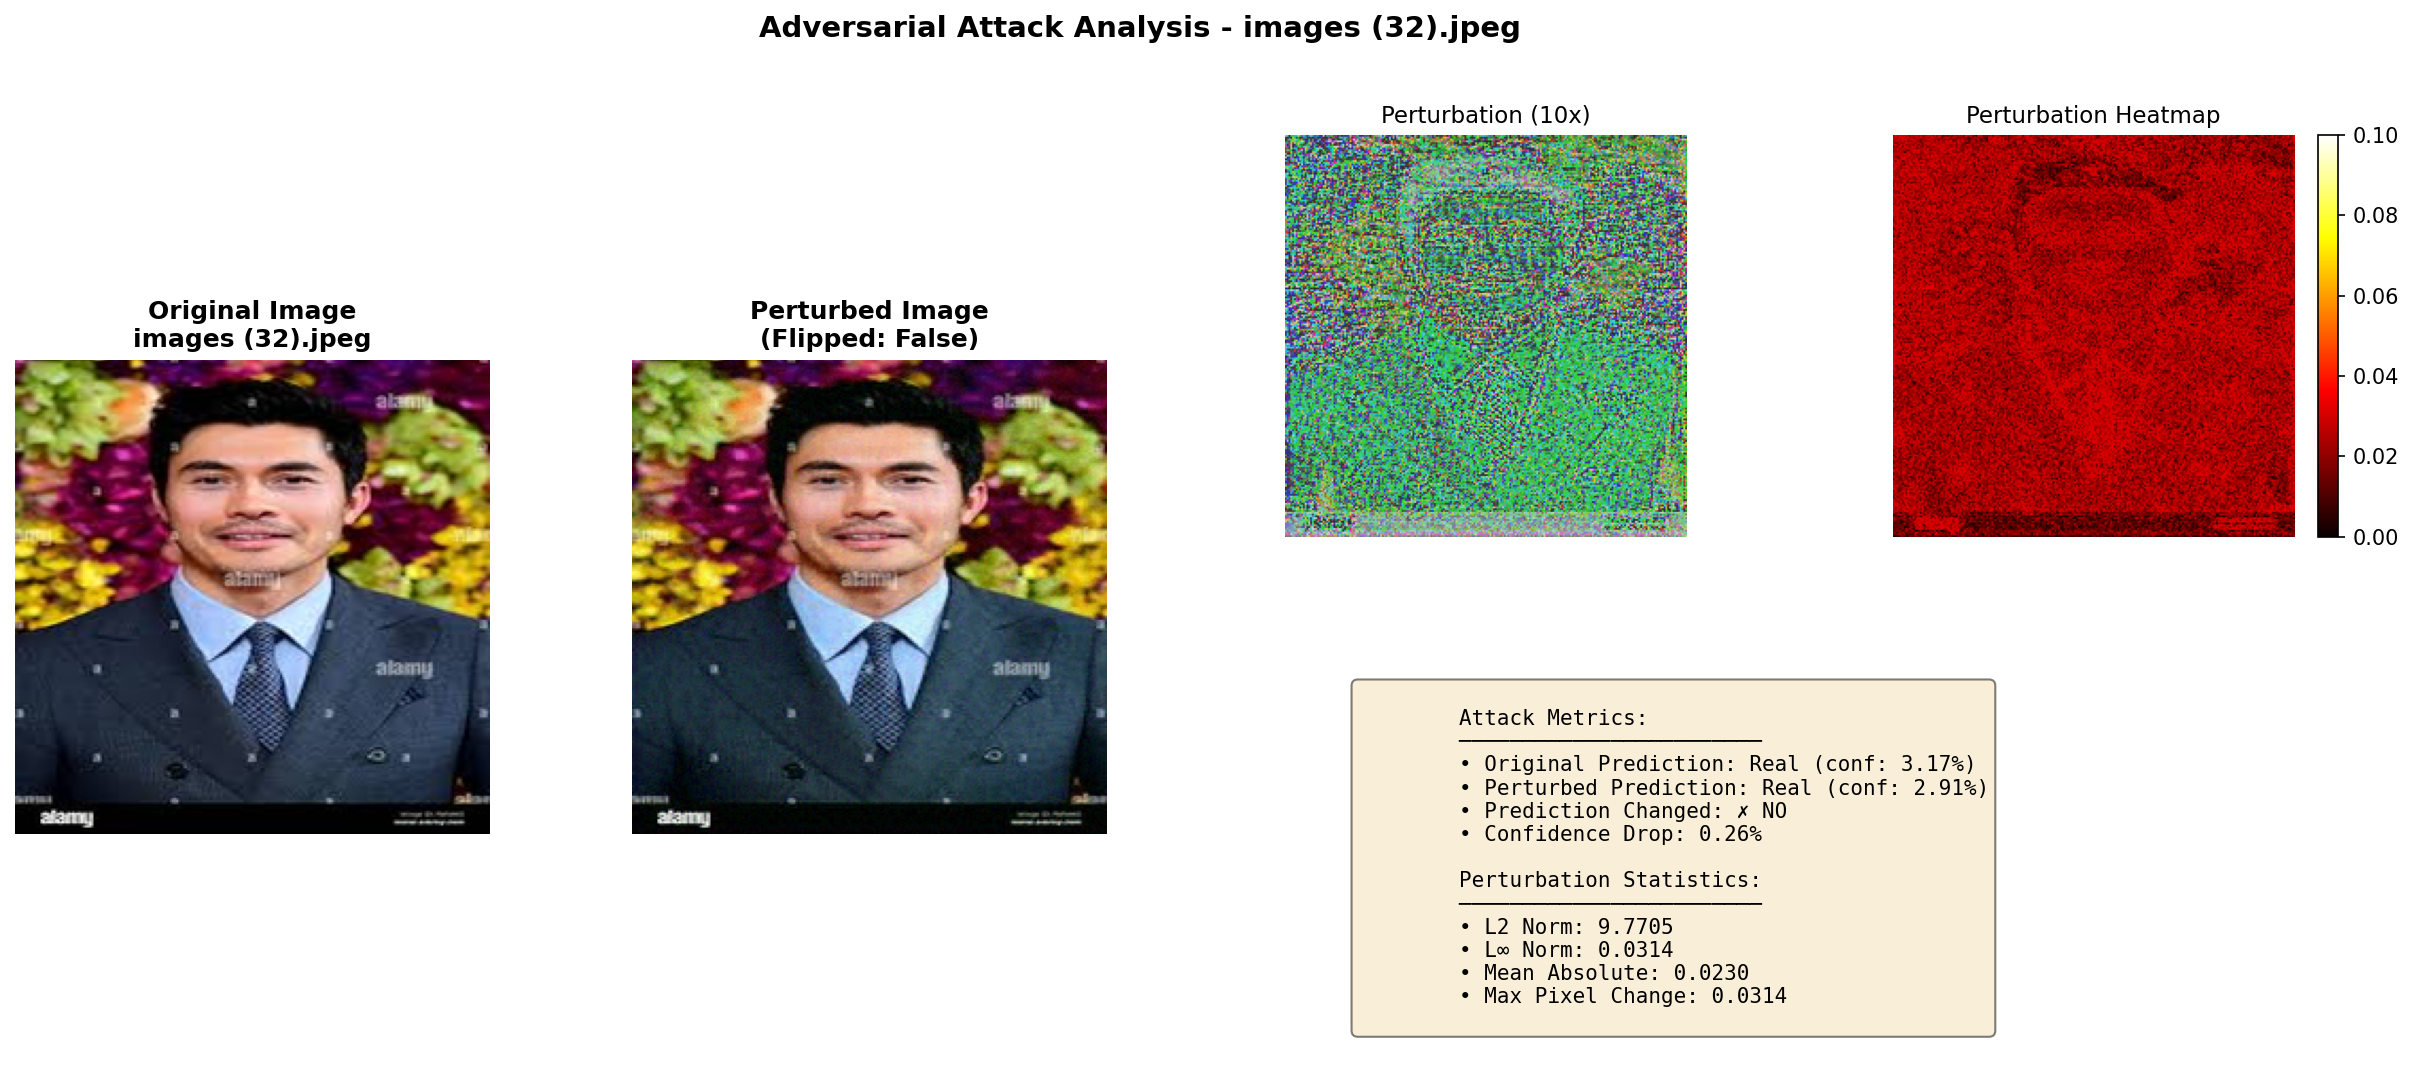 Adversarial Attack Analysis - images (32).jpeg
Original Image
images (32).jpeg
alamy
a
alamy
alamy
alamy
Perturbed Image
(Flipped: False)
alamy
a
alamy
alamy
alamy
Perturbation (10x)
Perturbation Heatmap
0.10
0.08
0.06
0.04
0.02
0.00
Attack Metrics:
• Original Prediction: Real (conf: 3.17%)
• Perturbed Prediction: Real (conf: 2.91%)
• Prediction Changed: ✗ NO
• Confidence Drop: 0.26%
Perturbation Statistics:
• L2 Norm: 9.7705
• L∞ Norm: 0.0314
• Mean Absolute: 0.0230
• Max Pixel Change: 0.0314